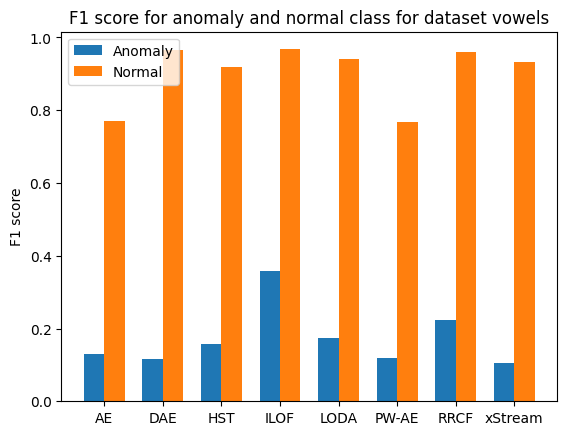 F1 score for anomaly and normal class for dataset vowels
Anomaly
Normal
F1 score
1.0
0.8
0.6
0.4
0.2
0.0
AE DAE HST ILOF LODA PW-AE RRCF xStream